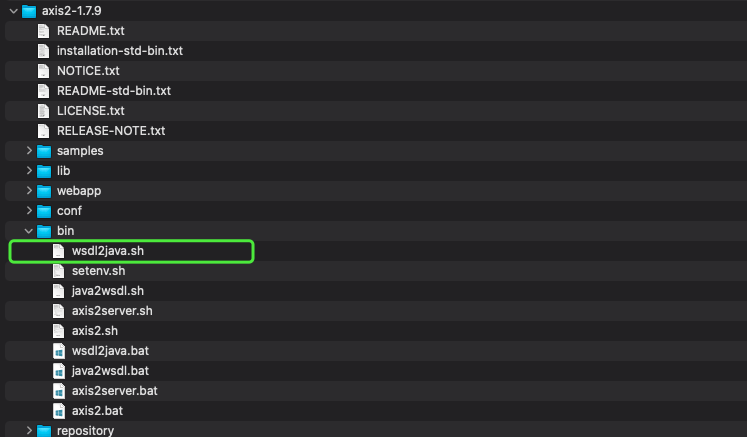 axis2-1.7.9
README.txt
installation-std-bin.txt
NOTICE.txt
README-std-bin.txt
LICENSE.txt
RELEASE-NOTE.txt
samples
lib
webapp
conf
bin
wsdl2java.sh
setenv.sh
java2wsdl.sh
axis2server.sh
axis2.sh
wsdl2java.bat
java2wsdl.bat
axis2server.bat
axis2.bat
repository